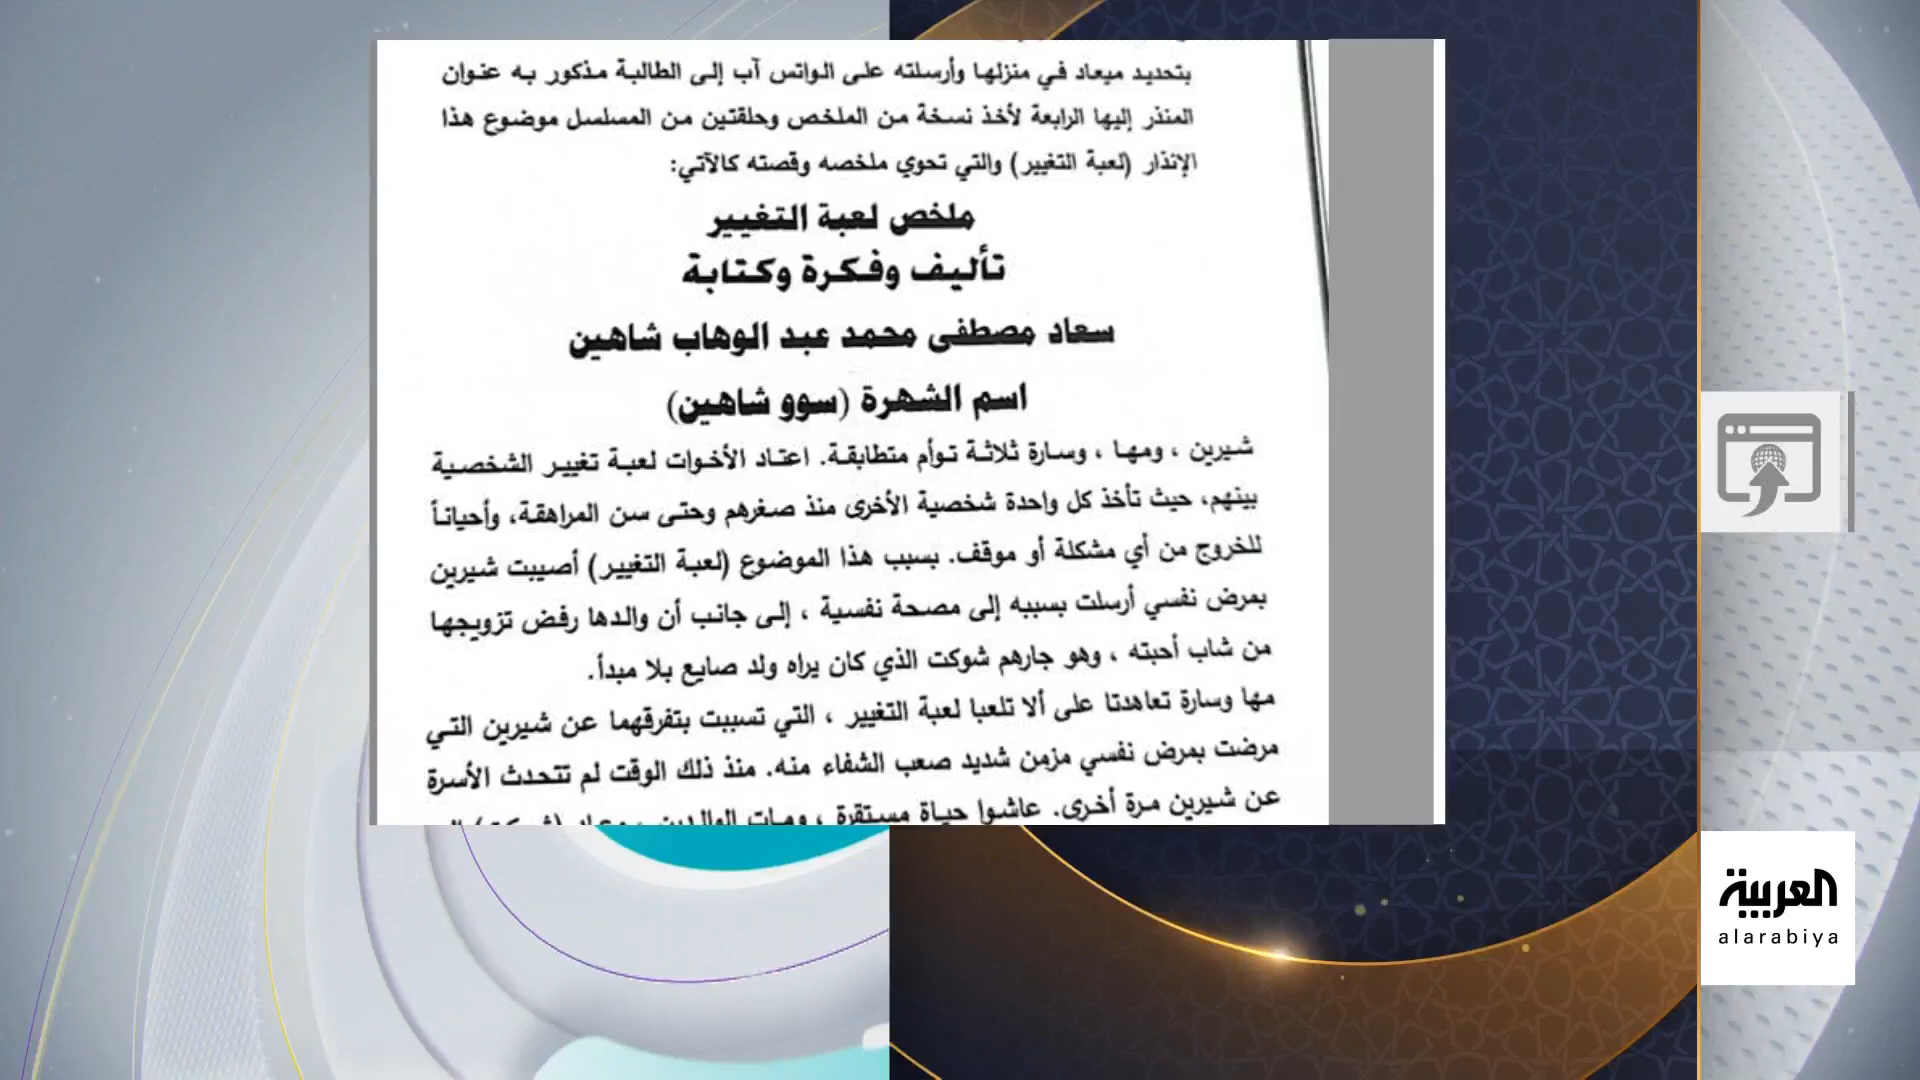 بتحديد ميعاد في منزلها وأرسلته على الواتس آب إلى الطالبة مذكور به عنوان
المنذر إليها الرابعة لأخذ نسخة من الملخص وحلقتين من المسلسل موضوع هذا
الإنذار (لعبة التغيير) والتي تحوي ملخصه وقصته كالآتي:
ملخص لعبة التغيير
تأليف وفكرة وكتابة
سعاد مصطفى محمد عبد الوهاب شاهين
اسم الشهرة (سوو شاهين)
شيرين ، ومها ، وسارة ثلاثة توأم متطابقة. اعتاد الأخوات لعبة تغيير الشخصية
بينهم، حيث تأخذ كل واحدة شخصية الأخرى منذ صغرهم وحتى سن المراهقة، وأحياناً
للخروج من أي مشكلة أو موقف. بسبب هذا الموضوع (لعبة التغيير) أصيبت شيرين
بمرض نفسي أرسلت بسببه إلى مصحة نفسية ، إلى جانب أن والدها رفض تزويجها
من شاب أحبته ، وهو جارهم شوكت الذي كان يراه ولد صايع بلا مبدأ.
مها وسارة تعاهدتا على ألا تلعبا لعبة التغيير ، التي تسببت بتفرقهما عن شيرين التي
مرضت بمرض نفسي مزمن شديد صعب الشفاء منه. منذ ذلك الوقت لم تتحدث الأسرة
عن شيرين مرة أخرى. عاشوا حياة مستقرة ، ومات الوالدين
العربية
alarabiya